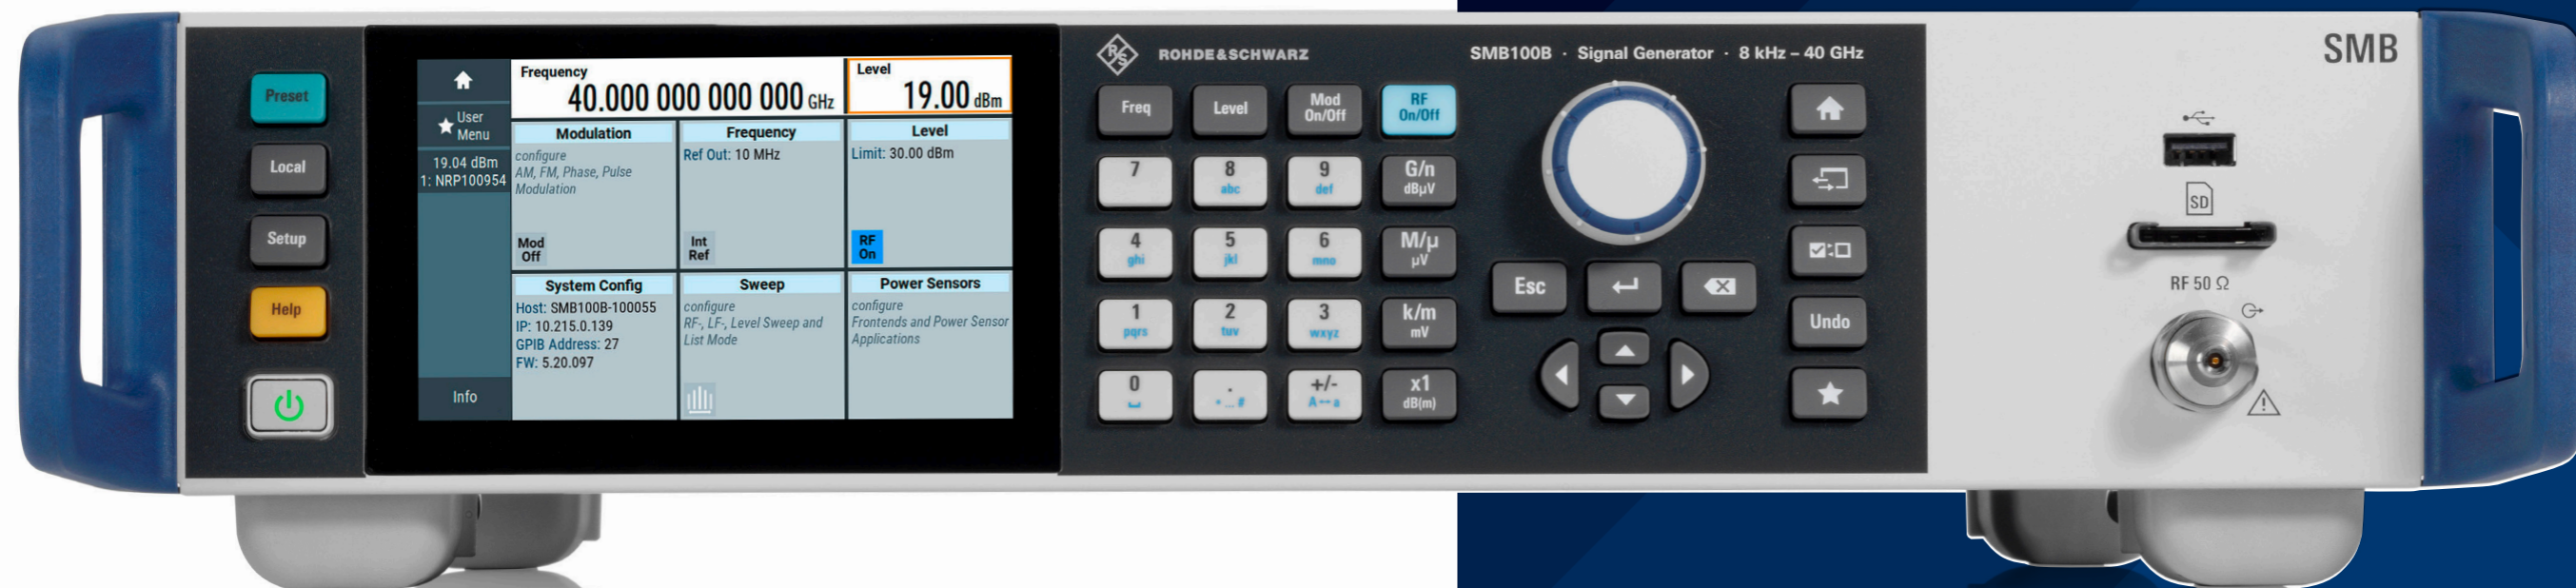 Preset
Local
Setup
Help
User
Menu
19.04 dBm
1: NRP100954
Info
Frequency
40.000 000 000 000 GHz
Level
19.00 dBm
Modulation
configure
AM, FM, Phase, Pulse
Modulation
Mod
Off
Frequency
Ref Out: 10 MHz
Int
Ref
Level
Limit: 30.00 dBm
RF
On
System Config
Host: SMB100B-100055
IP: 10.215.0.139
GPIB Address: 27
FW: 5.20.097
Sweep
configure
RF-, LF-, Level Sweep and
List Mode
Power Sensors
configure
Frontends and Power Sensor
Applications
R&S
ROHDE&SCHWARZ
SMB100B · Signal Generator · 8 kHz – 40 GHz
Freq
Level
Mod
On/Off
RF
On/Off
7
8
abc
9
def
G/n
dBµV
4
ghi
5
jkl
6
mno
M/µ
µV
1
pqrs
2
tuv
3
wxyz
k/m
mV
0
.
* ... #
+/-
A↔a
x1
dB(m)
Esc
Undo
SMB
SD
RF 50 Ω